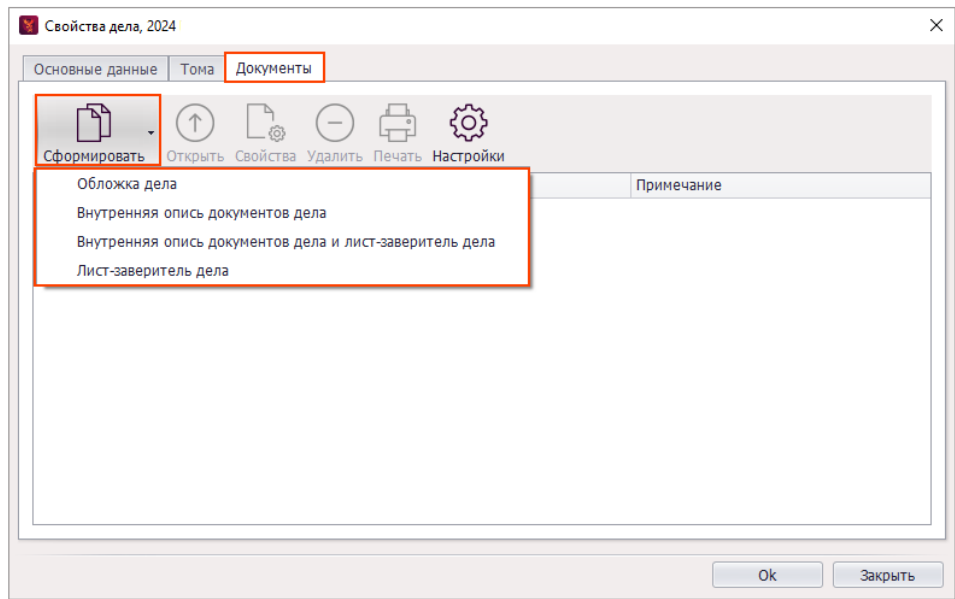 Свойства дела, 2024
Основные данные Тома Документы
Сформировать Открыть Свойства Удалить Печать Настройки
Примечание
Обложка дела
Внутренняя опись документов дела
Внутренняя опись документов дела и лист-заверитель дела
Лист-заверитель дела
Ok Закрыть